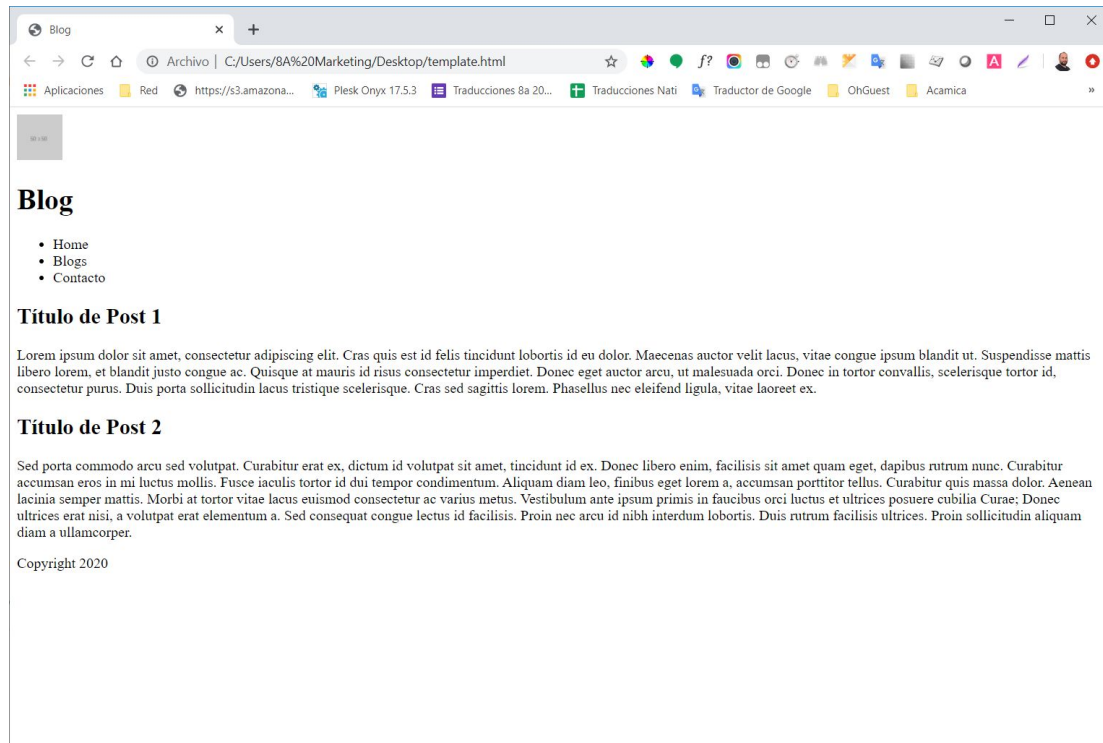 Blog
Archivo | C:/Users/8A%20Marketing/Desktop/template.html
f?
A
Aplicaciones Red https://s3.amazona... Plesk Onyx 17.5.3 Traducciones 8a 20... Traducciones Nati Traductor de Google OhGuest Acamica »
Blog
• Home
• Blogs
• Contacto
Título de Post 1
Lorem ipsum dolor sit amet, consectetur adipiscing elit. Cras quis est id felis tincidunt lobortis id eu dolor. Maecenas auctor velit lacus, vitae congue ipsum blandit ut. Suspendisse mattis
libero lorem, et blandit justo congue ac. Quisque at mauris id risus consectetur imperdiet. Donec eget auctor arcu, ut malesuada orci. Donec in tortor convallis, scelerisque tortor id,
consectetur purus. Duis porta sollicitudin lacus tristique scelerisque. Cras sed sagittis lorem. Phasellus nec eleifend ligula, vitae laoreet ex.
Título de Post 2
Sed porta commodo arcu sed volutpat. Curabitur erat ex, dictum id volutpat sit amet, tincidunt id ex. Donec libero enim, facilisis sit amet quam eget, dapibus rutrum nunc. Curabitur
accumsan eros in mi luctus mollis. Fusce iaculis tortor id dui tempor condimentum. Aliquam diam leo, finibus eget lorem a, accumsan porttitor tellus. Curabitur quis massa dolor. Aenean
lacinia semper mattis. Morbi at tortor vitae lacus euismod consectetur ac varius metus. Vestibulum ante ipsum primis in faucibus orci luctus et ultrices posuere cubilia Curae; Donec
ultrices erat nisi, a volutpat erat elementum a. Sed consequat congue lectus id facilisis. Proin nec arcu id nibh interdum lobortis. Duis rutrum facilisis ultrices. Proin sollicitudin aliquam
diam a ullamcorper.
Copyright 2020